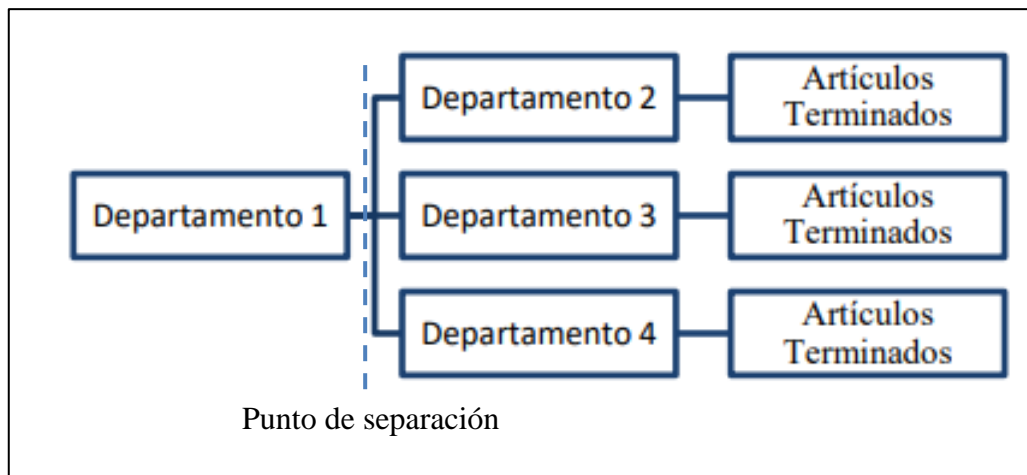 Departamento 2
Artículos
Terminados
Departamento 1
Departamento 3
Artículos
Terminados
Departamento 4
Artículos
Terminados
Punto de separación